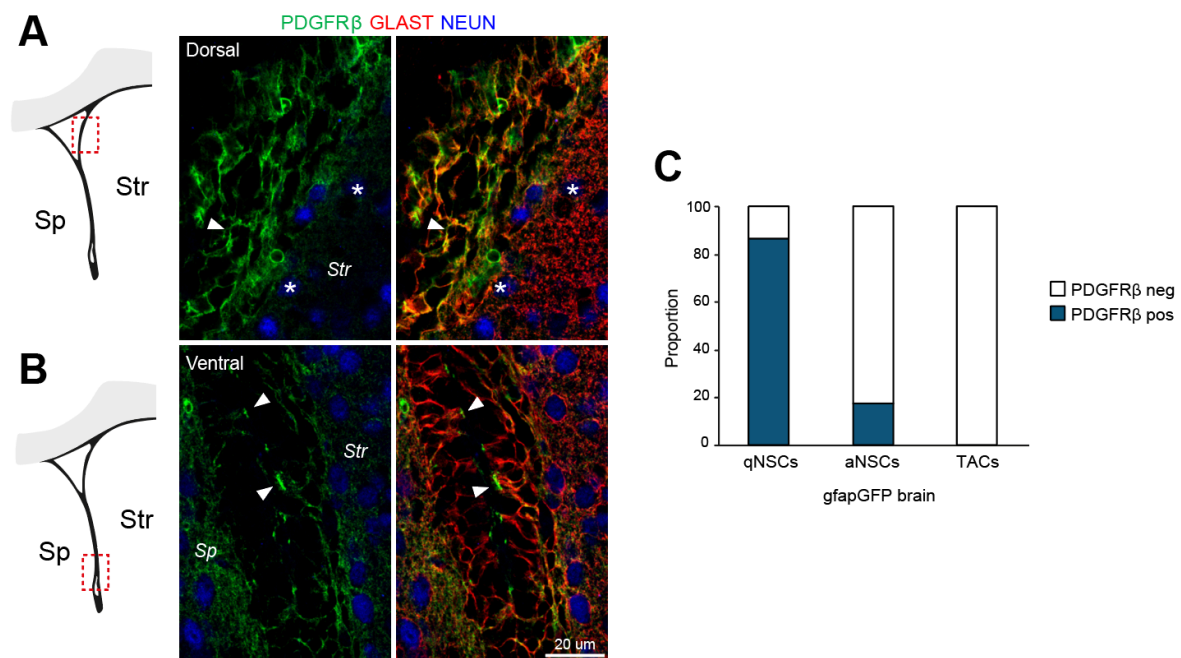 A
PDGFRβ GLAST NEUN
Dorsal
Str
Sp
*
*
Str
*
*
B
Ventral
Str
Sp
Str
Sp
20 um
C
Proportion
100
80
60
40
20
0
qNSCs
aNSCs
TACs
gfapGFP brain
PDGFRβ neg
PDGFRβ pos